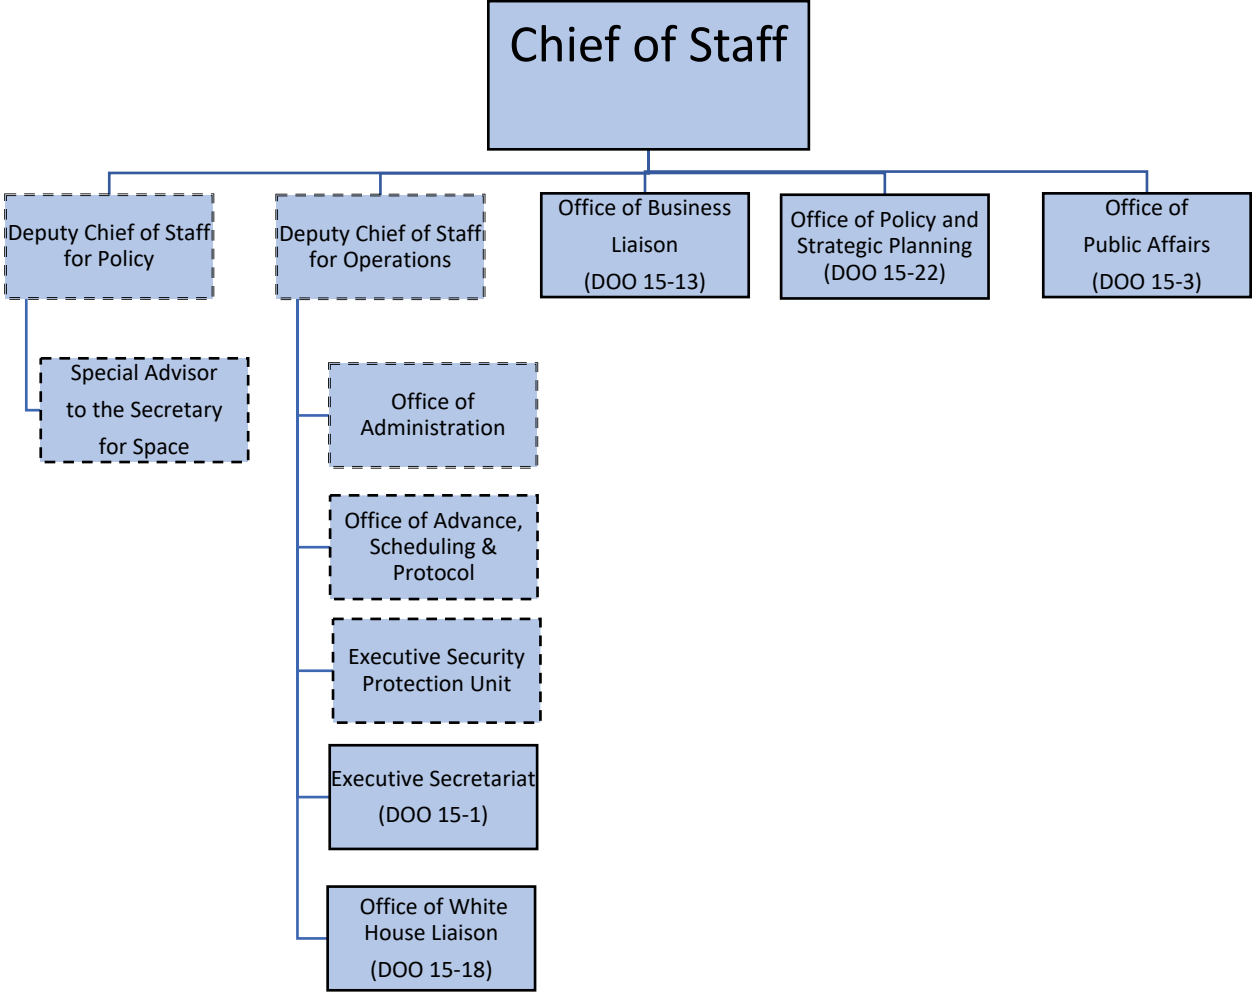 Chief of Staff
Deputy Chief of Staff
for Policy
Deputy Chief of Staff
for Operations
Office of Business
Liaison
(DOO 15-13)
Office of Policy and
Strategic Planning
(DOO 15-22)
Office of
Public Affairs
(DOO 15-3)
Special Advisor
to the Secretary
for Space
Office of
Administration
Office of Advance,
Scheduling &
Protocol
Executive Security
Protection Unit
Executive Secretariat
(DOO 15-1)
Office of White
House Liaison
(DOO 15-18)